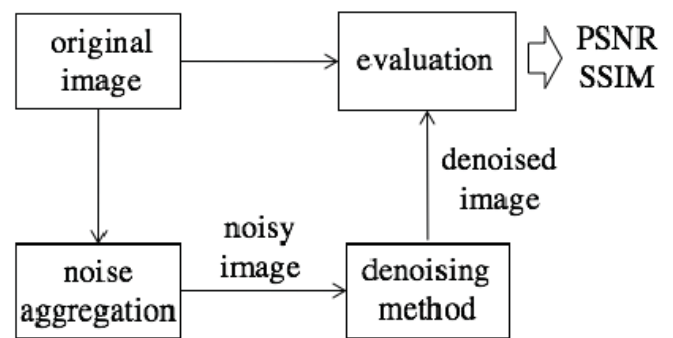 original
image
evaluation
PSNR
SSIM
denoised
image
noisy
image
noise
aggregation
denoising
method